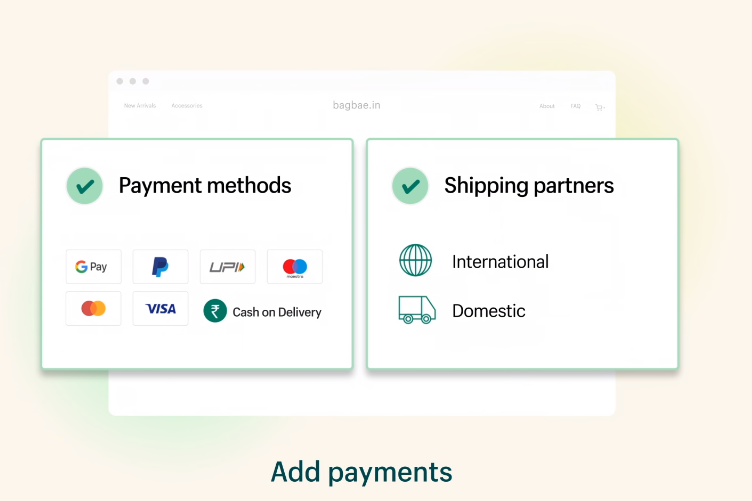 bagbae.in
New Arrivals Accessories
About FAQ
Payment methods
G Pay
UPI
maestro
VISA
₹ Cash on Delivery
Shipping partners
International
Domestic
Add payments